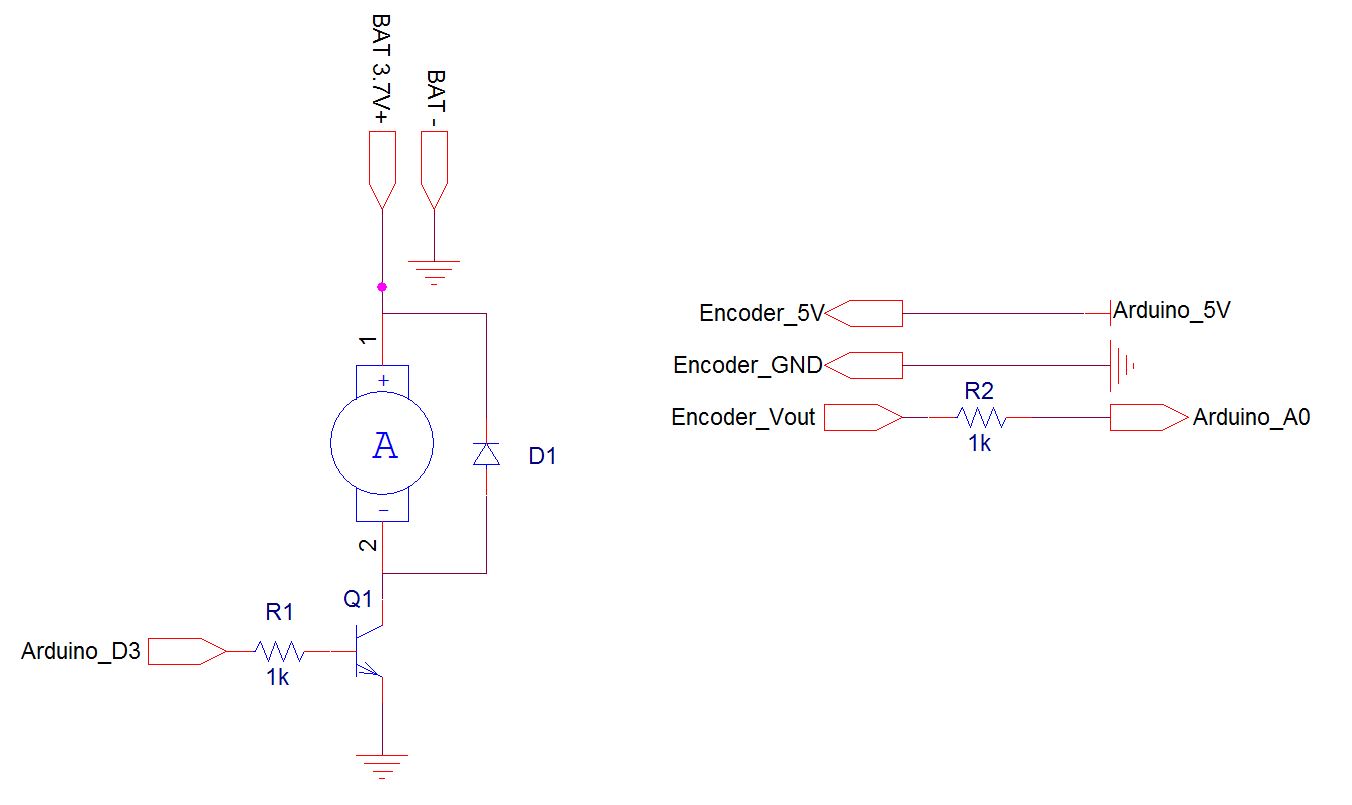 BAT 3.7V+
BAT -
1
+
A
-
2
D1
Q1
R1
Arduino_D3
1k
Encoder_5V
Arduino_5V
Encoder_GND
R2
Encoder_Vout
Arduino_A0
1k